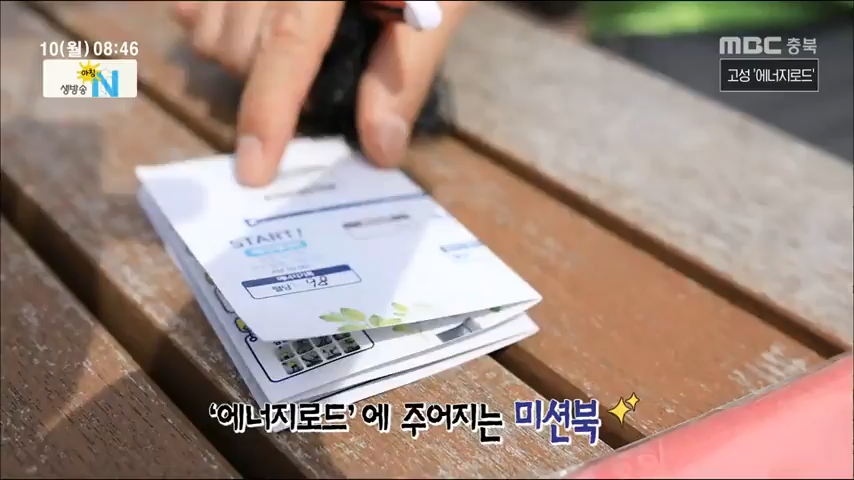 10(월) 08:46
생방송 아침 N
MBC 충북
고성 '에너지로드'
START!
'에너지로드'에 주어지는 미션북